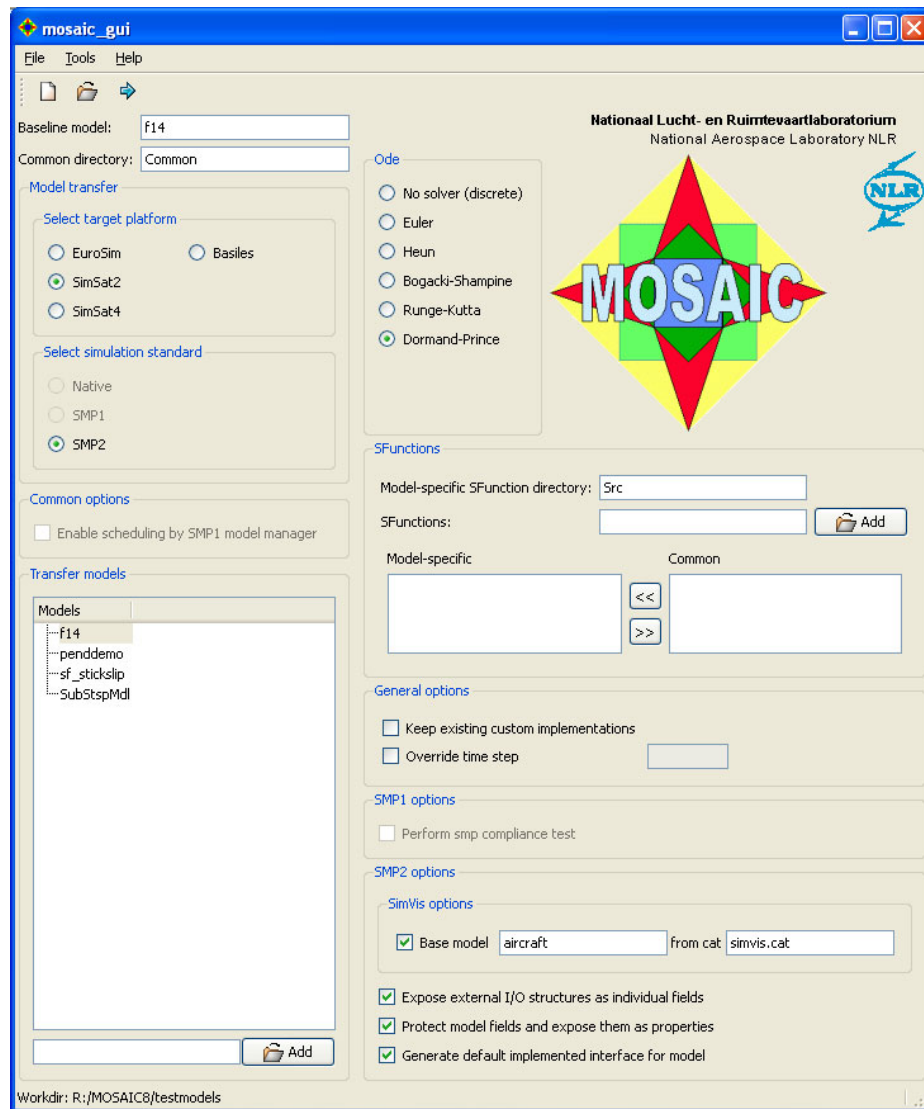 mosaic_gui
File Tools Help
Baseline model: f14
Common directory: Common
Nationaal Lucht- en Ruimtevaartlaboratorium
National Aerospace Laboratory NLR
NLR
MOSAIC
Model transfer
Select target platform
EuroSim Basiles
SimSat2
SimSat4
Select simulation standard
Native
SMP1
SMP2
Common options
Enable scheduling by SMP1 model manager
Transfer models
Models
f14
penddemo
sf_stickslip
SubStspMdl
Add
Ode
No solver (discrete)
Euler
Heun
Bogacki-Shampine
Runge-Kutta
Dormand-Prince
SFunctions
Model-specific SFunction directory: Src
SFunctions: Add
Model-specific Common
<<
>>
General options
Keep existing custom implementations
Override time step
SMP1 options
Perform smp compliance test
SMP2 options
SimVis options
Base model aircraft from cat simvis.cat
Expose external I/O structures as individual fields
Protect model fields and expose them as properties
Generate default implemented interface for model
Workdir: R:/MOSAIC8/testmodels